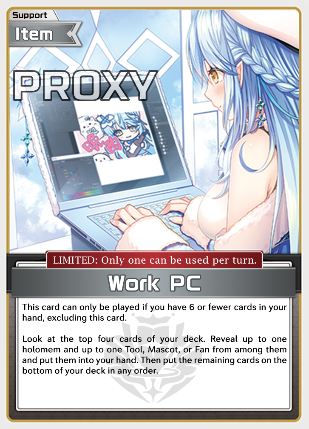 Support
Item
PROXY
LIMITED: Only one can be used per turn.
Work PC
This card can only be played if you have 6 or fewer cards in your
hand, excluding this card.
Look at the top four cards of your deck. Reveal up to one
holomem and up to one Tool, Mascot, or Fan from among them
and put them into your hand. Then put the remaining cards on the
bottom of your deck in any order.